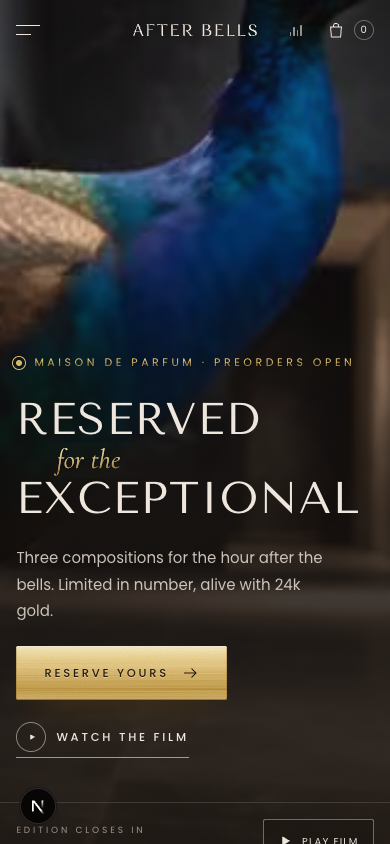 AFTER BELLS
0
MAISON DE PARFUM · PREORDERS OPEN
RESERVED
for the
EXCEPTIONAL
Three compositions for the hour after the
bells. Limited in number, alive with 24k
gold.
RESERVE YOURS
WATCH THE FILM
N
EDITION CLOSES IN
PLAY FILM